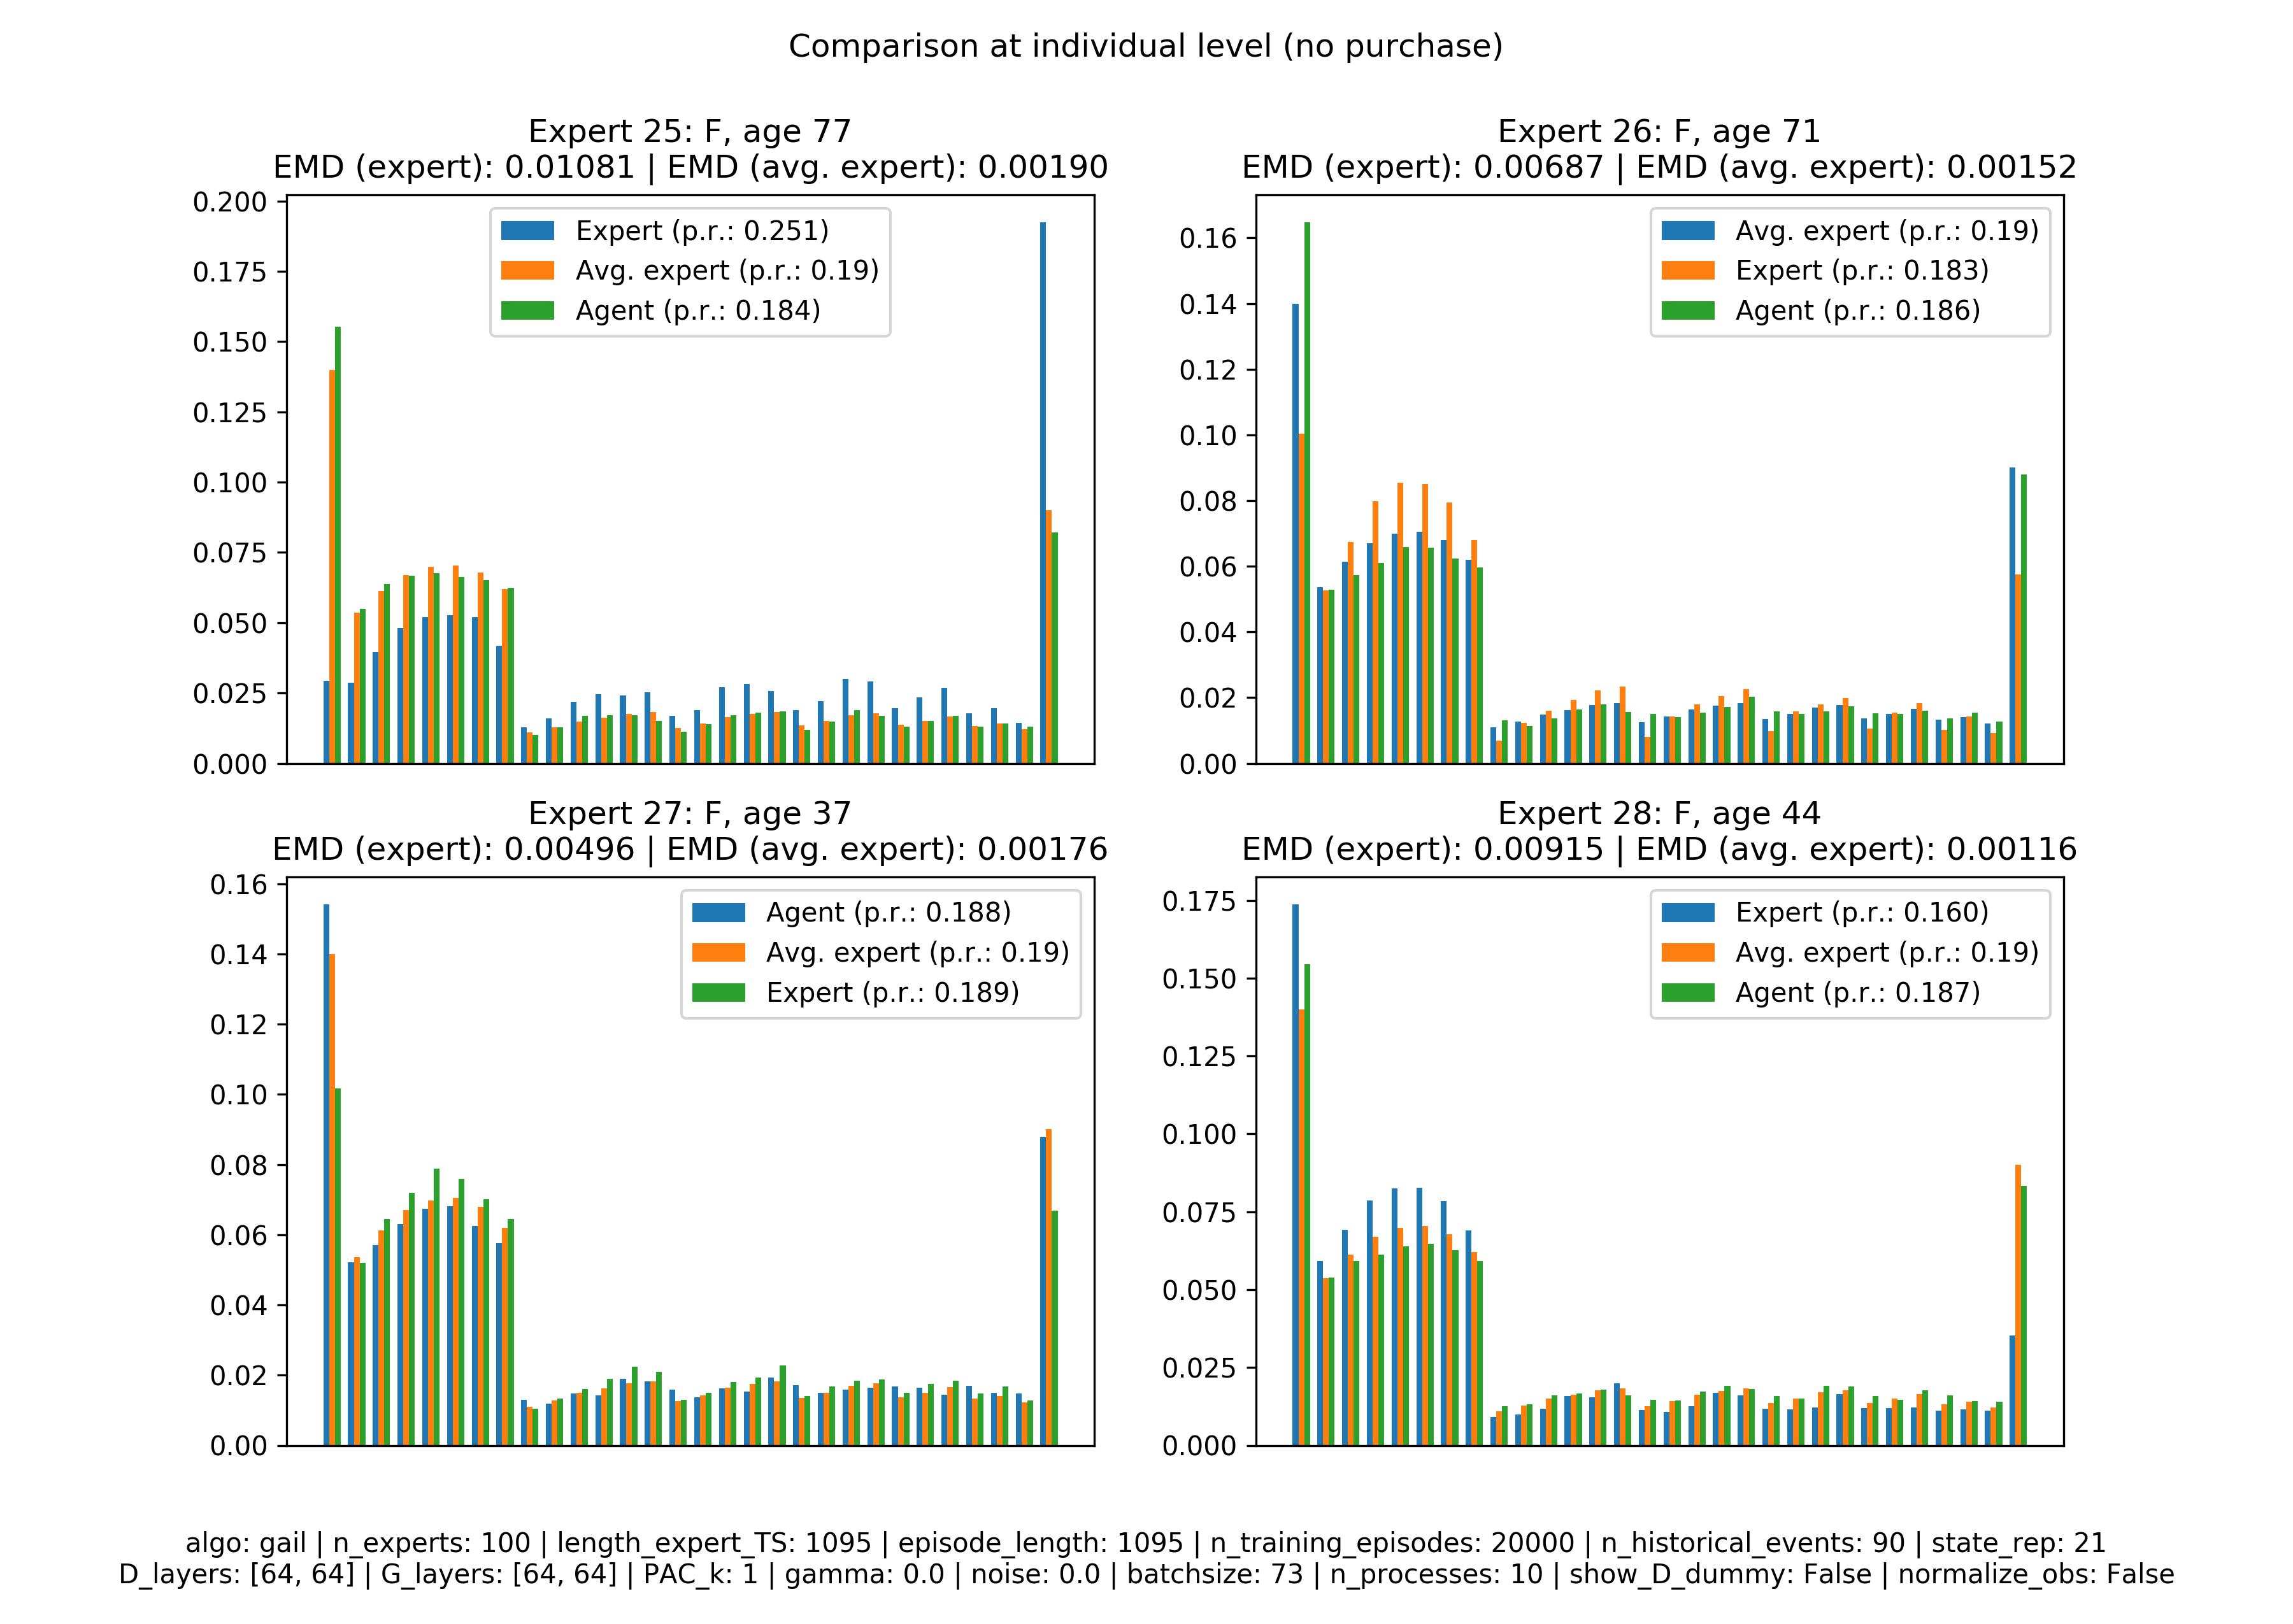 Comparison at individual level (no purchase)
Expert 25: F, age 77
EMD (expert): 0.01081 | EMD (avg. expert): 0.00190
0.200
0.175
0.150
0.125
0.100
0.075
0.050
0.025
0.000
Expert (p.r.: 0.251)
Avg. expert (p.r.: 0.19)
Agent (p.r.: 0.184)
Expert 26: F, age 71
EMD (expert): 0.00687 | EMD (avg. expert): 0.00152
0.16
0.14
0.12
0.10
0.08
0.06
0.04
0.02
0.00
Avg. expert (p.r.: 0.19)
Expert (p.r.: 0.183)
Agent (p.r.: 0.186)
Expert 27: F, age 37
EMD (expert): 0.00496 | EMD (avg. expert): 0.00176
0.16
0.14
0.12
0.10
0.08
0.06
0.04
0.02
0.00
Agent (p.r.: 0.188)
Avg. expert (p.r.: 0.19)
Expert (p.r.: 0.189)
Expert 28: F, age 44
EMD (expert): 0.00915 | EMD (avg. expert): 0.00116
0.175
0.150
0.125
0.100
0.075
0.050
0.025
0.000
Expert (p.r.: 0.160)
Avg. expert (p.r.: 0.19)
Agent (p.r.: 0.187)
algo: gail | n_experts: 100 | length_expert_TS: 1095 | episode_length: 1095 | n_training_episodes: 20000 | n_historical_events: 90 | state_rep: 21
D_layers: [64, 64] | G_layers: [64, 64] | PAC_k: 1 | gamma: 0.0 | noise: 0.0 | batchsize: 73 | n_processes: 10 | show_D_dummy: False | normalize_obs: False